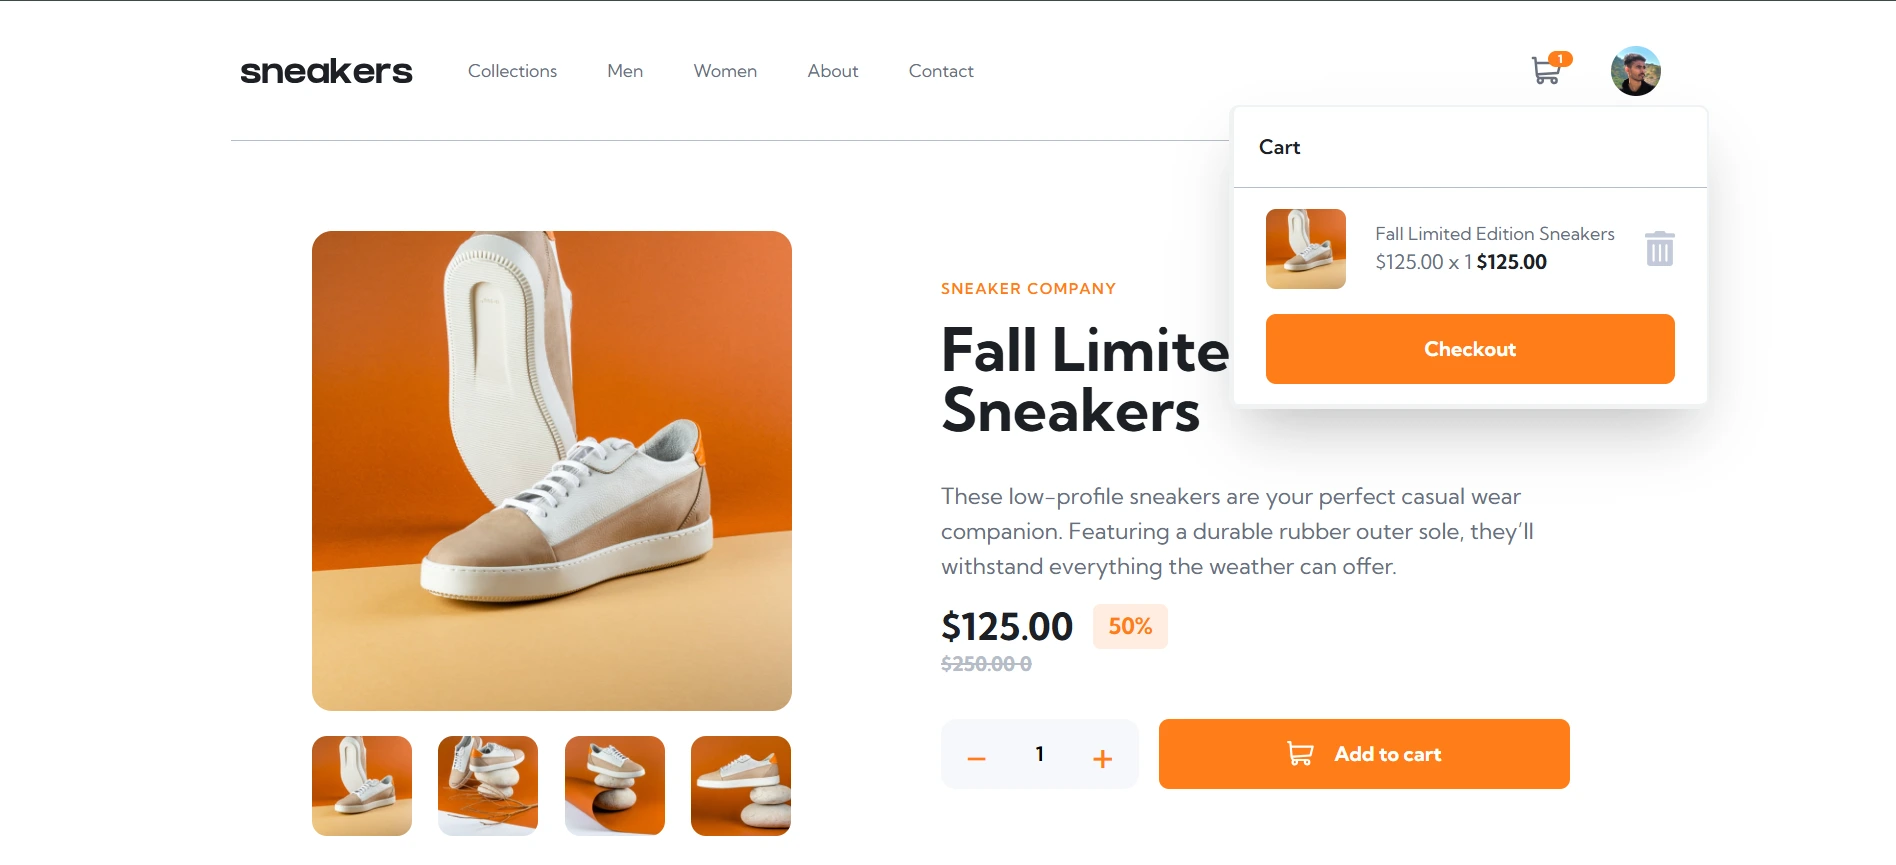 sneakers
Collections
Men
Women
About
Contact
1
Cart
Fall Limited Edition Sneakers
$125.00 x 1 $125.00
Checkout
SNEAKER COMPANY
Fall Limite
Sneakers
These low-profile sneakers are your perfect casual wear
companion. Featuring a durable rubber outer sole, they’ll
withstand everything the weather can offer.
$125.00
50%
$250.00 0
1
Add to cart